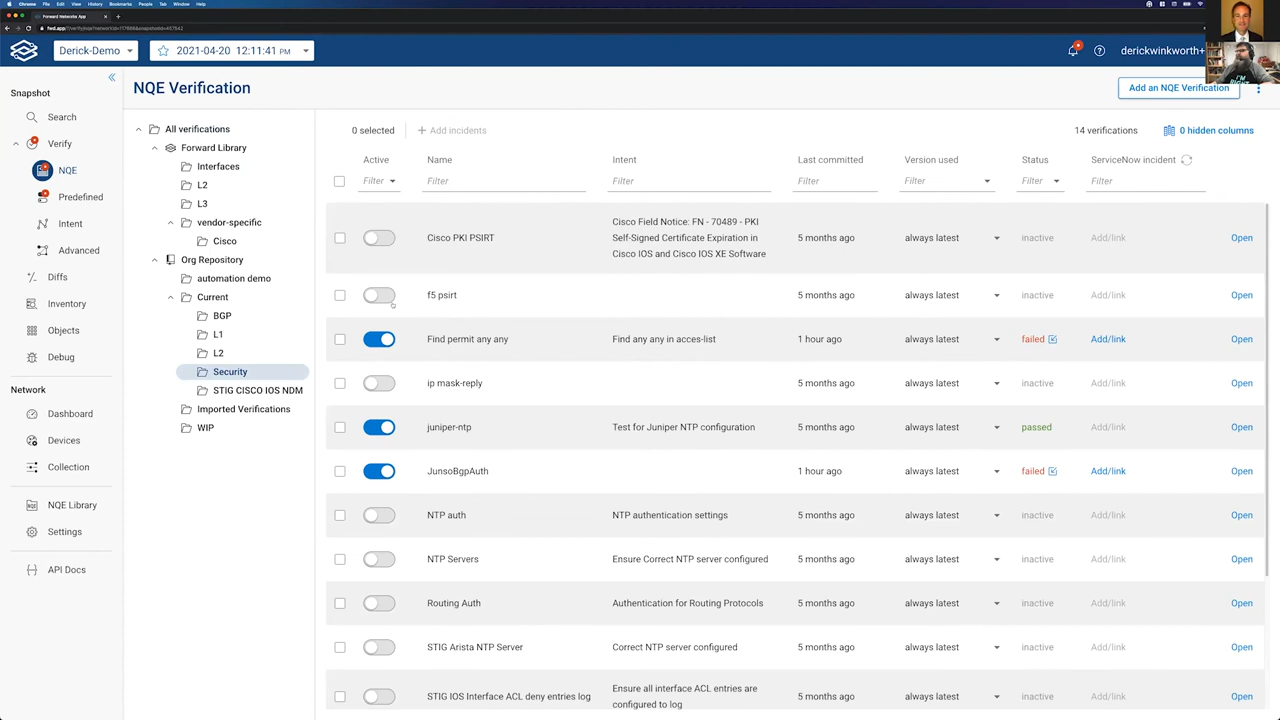 Chrome File Edit View History Bookmarks People Tab Window Help
Forward Networks App
Derick-Demo
2021-04-20 12:11:41 PM
derickwinkworth+
Snapshot
Search
Verify
NQE
Predefined
Intent
Advanced
Diffs
Inventory
Objects
Debug
Network
Dashboard
Devices
Collection
NQE Library
Settings
API Docs
NQE Verification
Add an NQE Verification
All verifications
Forward Library
Interfaces
L2
L3
vendor-specific
Cisco
Org Repository
automation demo
Current
BGP
L1
L2
Security
STIG CISCO IOS NDM
Imported Verifications
WIP
0 selected + Add incidents 14 verifications 0 hidden columns
Active Name Intent Last committed Version used Status ServiceNow incident
Filter Filter Filter Filter Filter Filter Filter
Cisco PKI PSIRT Cisco Field Notice: FN - 70489 - PKI Self-Signed Certificate Expiration in Cisco IOS and Cisco IOS XE Software 5 months ago always latest inactive Add/link Open
f5 psirt 5 months ago always latest inactive Add/link Open
Find permit any any Find any any in acces-list 1 hour ago always latest failed Add/link Open
ip mask-reply 5 months ago always latest inactive Add/link Open
juniper-ntp Test for Juniper NTP configuration 5 months ago always latest passed Add/link Open
JunsoBgpAuth 1 hour ago always latest failed Add/link Open
NTP auth NTP authentication settings 5 months ago always latest inactive Add/link Open
NTP Servers Ensure Correct NTP server configured 5 months ago always latest inactive Add/link Open
Routing Auth Authentication for Routing Protocols 5 months ago always latest inactive Add/link Open
STIG Arista NTP Server Correct NTP server configured 5 months ago always latest inactive Add/link Open
STIG IOS Interface ACL deny entries log Ensure all interface ACL entries are configured to log 5 months ago always latest inactive Add/link Open